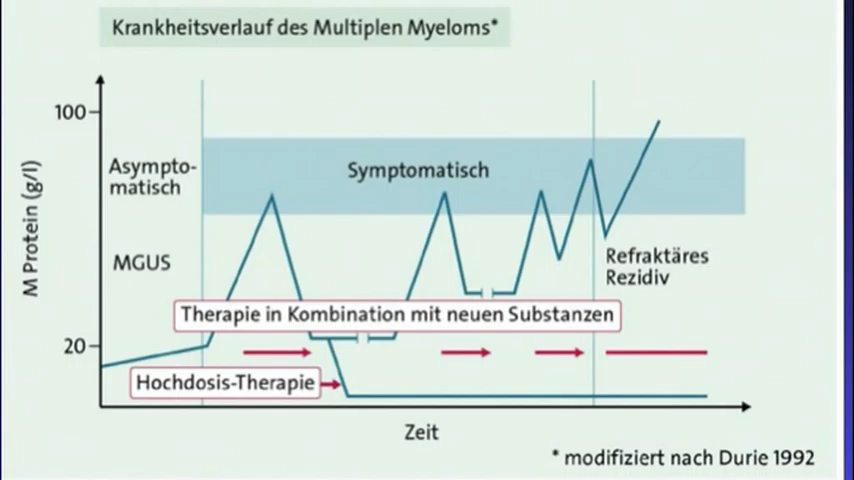 Krankheitsverlauf des Multiplen Myeloms*
100
Asympto-
matisch
Symptomatisch
M Protein (g/l)
MGUS
Refraktäres
Rezidiv
Therapie in Kombination mit neuen Substanzen
20
Hochdosis-Therapie
Zeit
* modifiziert nach Durie 1992